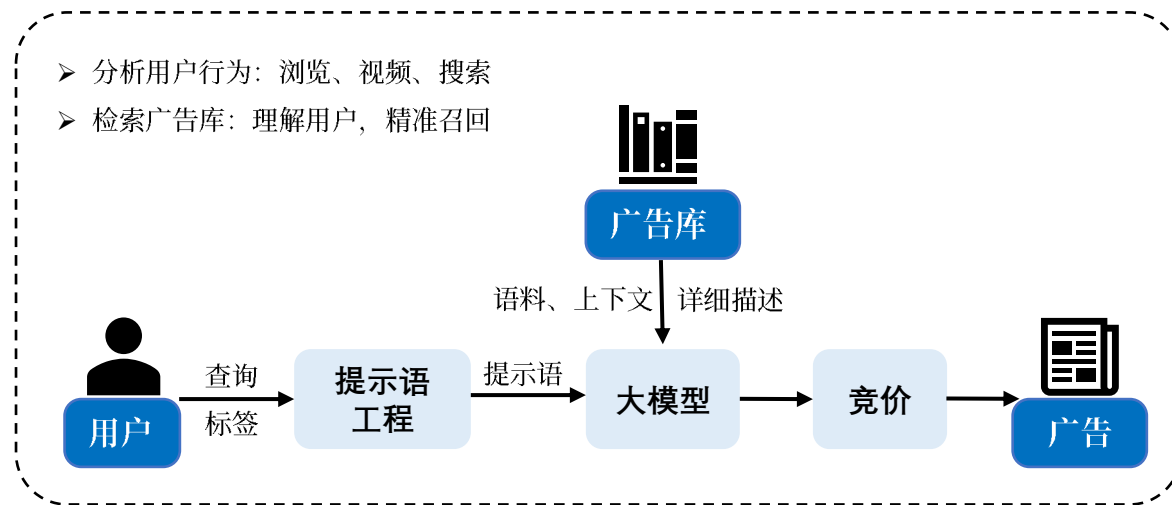 分析用户行为：浏览、视频、搜索
检索广告库：理解用户，精准召回
广告库
语料、上下文
详细描述
用户
查询
标签
提示语
工程
提示语
大模型
竞价
广告